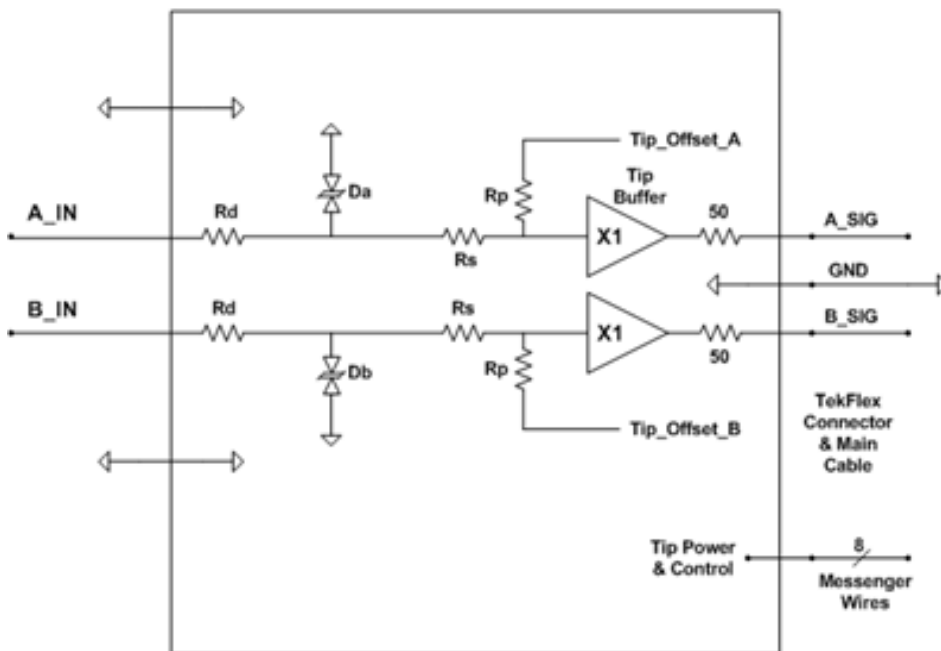 Tip_Offset_A
Da
Rp
Tip
Buffer
A_IN
Rd
50
A_SIG
X1
Rs
GND
B_IN
Rd
Rs
B_SIG
X1
Db
Rp
50
TekFlex
Connector
& Main
Cable
Tip_Offset_B
Tip Power
& Control
8
Messenger
Wires